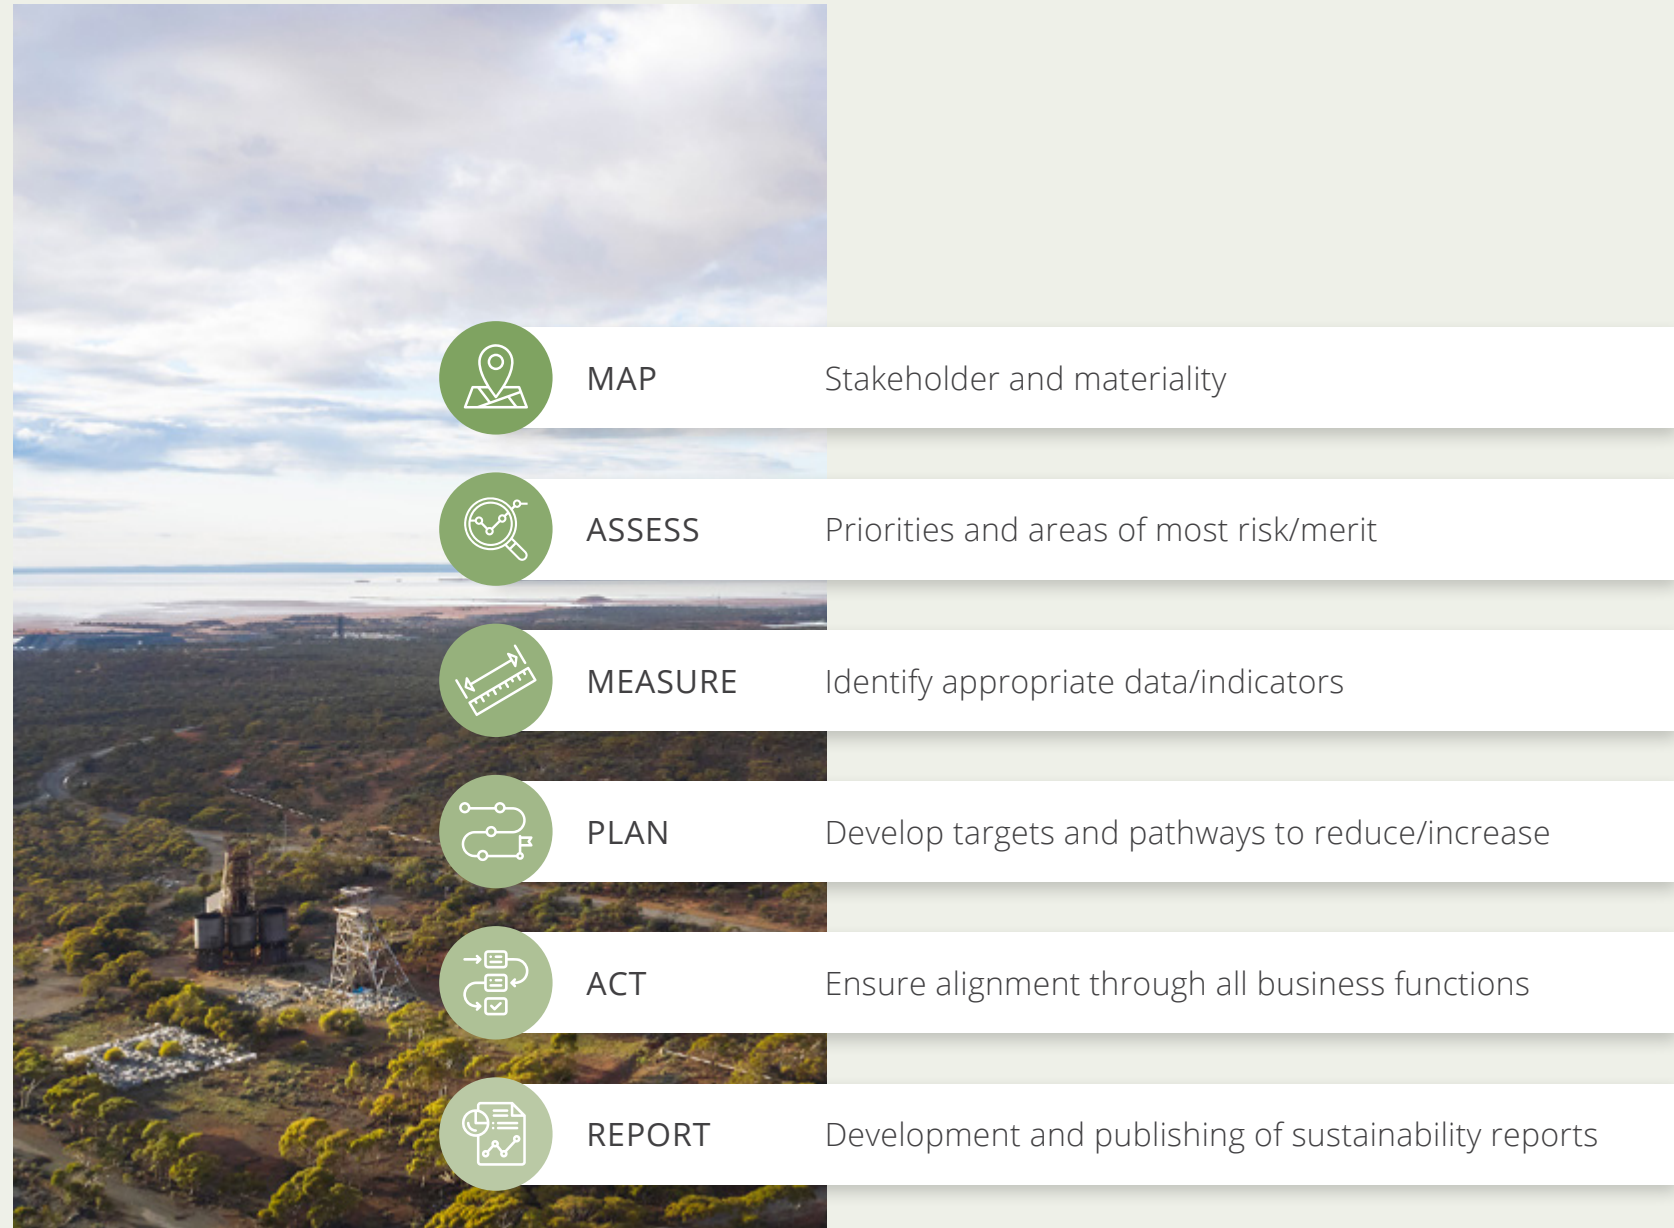 MAP Stakeholder and materiality
ASSESS Priorities and areas of most risk/merit
MEASURE Identify appropriate data/indicators
PLAN Develop targets and pathways to reduce/increase
ACT Ensure alignment through all business functions
REPORT Development and publishing of sustainability reports